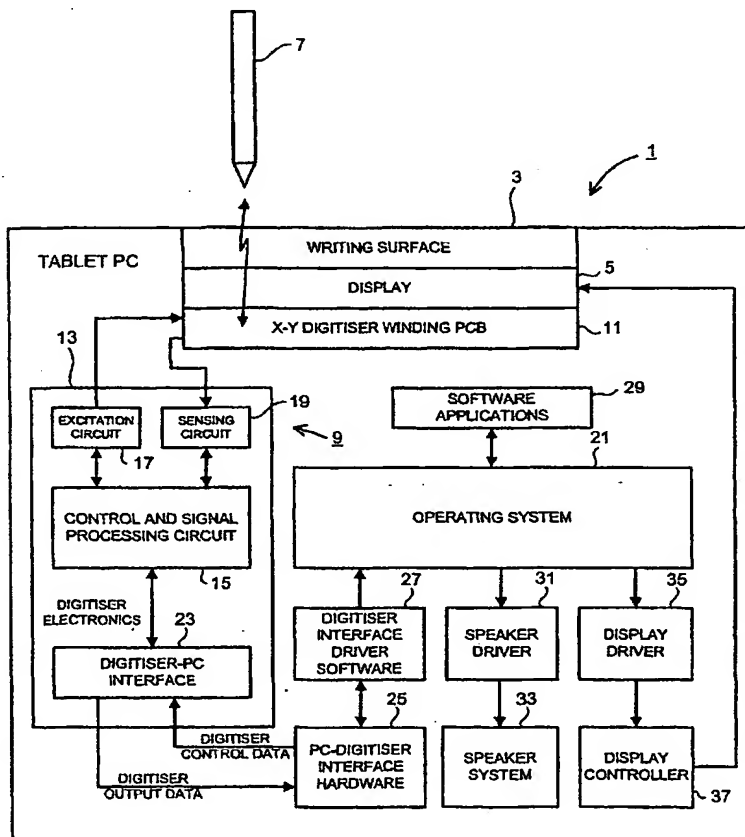 7
1
3
WRITING SURFACE
TABLET PC
5
DISPLAY
X-Y DIGITISER WINDING PCB
11
13
EXCITATION
CIRCUIT
17
SENSING
CIRCUIT
19
9
SOFTWARE
APPLICATIONS
29
21
CONTROL AND SIGNAL
PROCESSING CIRCUIT
15
OPERATING SYSTEM
DIGITISER
ELECTRONICS
23
DIGITISER-PC
INTERFACE
27
DIGITISER
INTERFACE
DRIVER
SOFTWARE
31
SPEAKER
DRIVER
35
DISPLAY
DRIVER
DIGITISER
CONTROL DATA
DIGITISER
OUTPUT DATA
25
PC-DIGITISER
INTERFACE
HARDWARE
33
SPEAKER
SYSTEM
DISPLAY
CONTROLLER
37